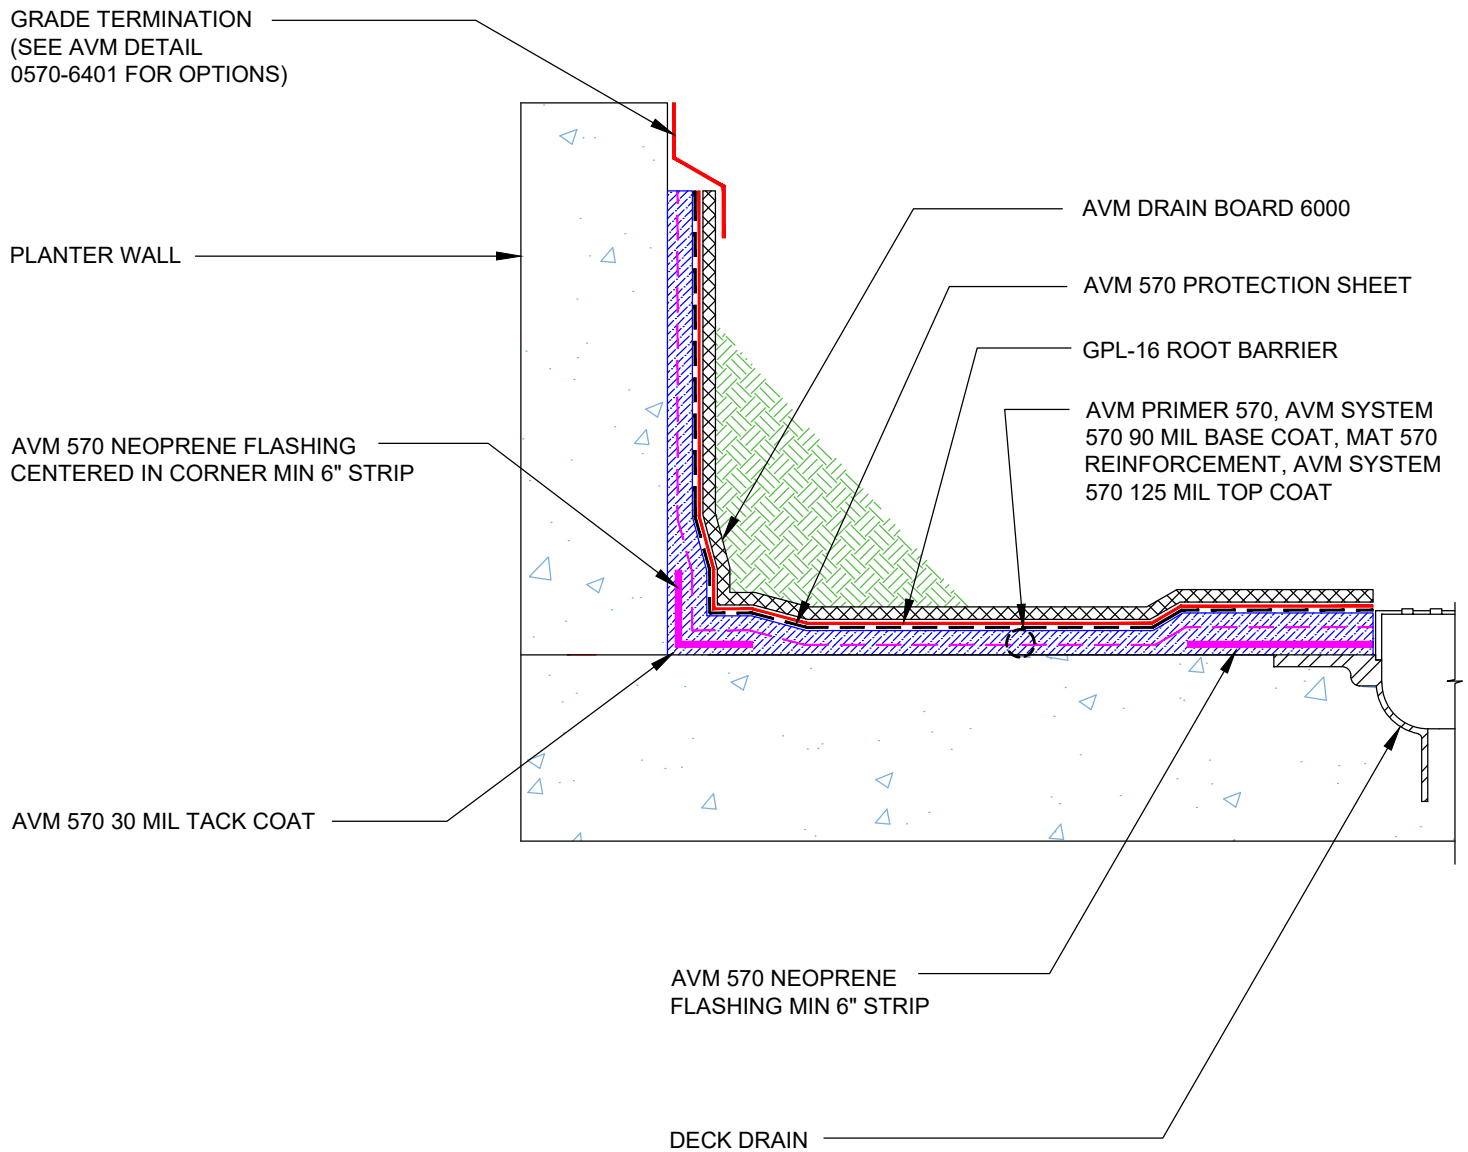 GRADE TERMINATION
(SEE AVM DETAIL
0570-6401 FOR OPTIONS)
PLANTER WALL
AVM 570 NEOPRENE FLASHING
CENTERED IN CORNER MIN 6" STRIP
AVM 570 30 MIL TACK COAT
AVM DRAIN BOARD 6000
AVM 570 PROTECTION SHEET
GPL-16 ROOT BARRIER
AVM PRIMER 570, AVM SYSTEM
570 90 MIL BASE COAT, MAT 570
REINFORCEMENT, AVM SYSTEM
570 125 MIL TOP COAT
AVM 570 NEOPRENE
FLASHING MIN 6" STRIP
DECK DRAIN